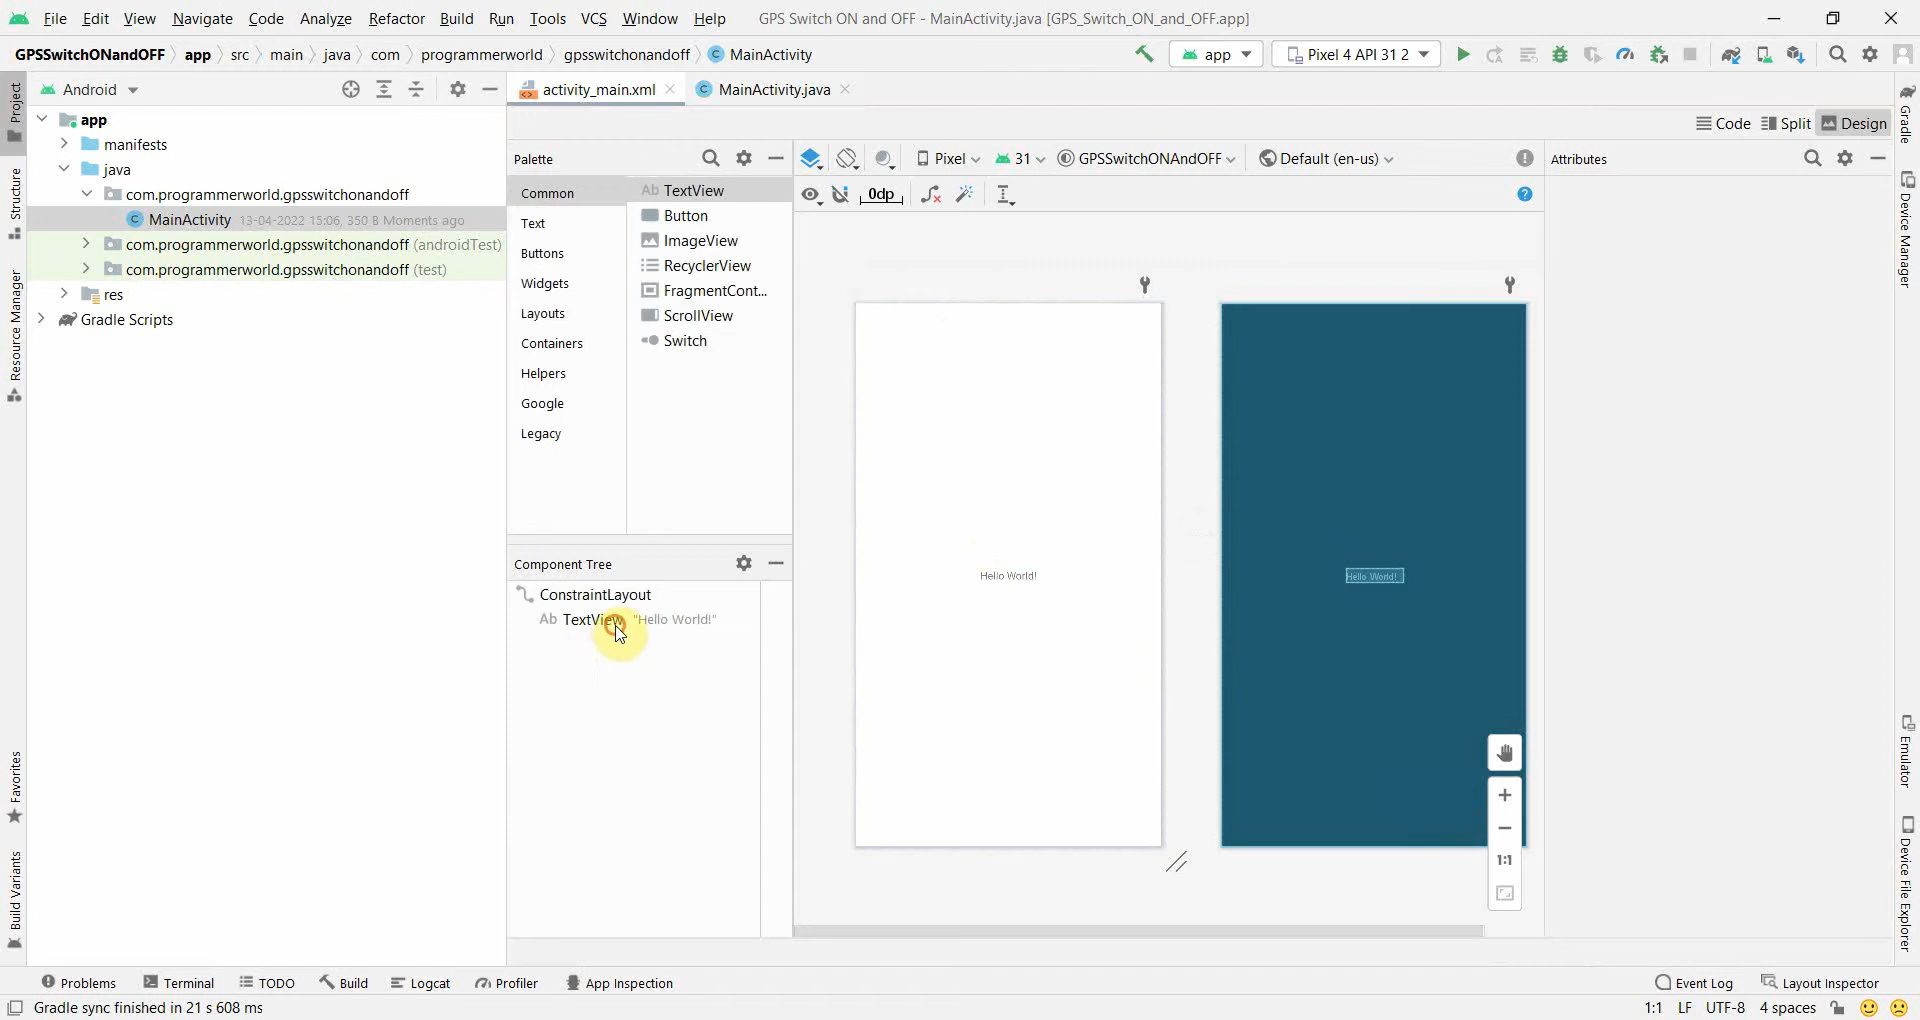 File Edit View Navigate Code Analyze Refactor Build Run Tools VCS Window Help GPS Switch ON and OFF - MainActivity.java [GPS_Switch_ON_and_OFF.app]
GPSSwitchONandOFF app src main java com programmerworld gpsswitchonandoff C MainActivity app Pixel 4 API 31 2
Project
Android
activity_main.xml
C MainActivity.java
Code Split Design
app
manifests
java
com.programmerworld.gpsswitchonandoff
C MainActivity 13-04-2022 15:06, 350 B Moments ago
com.programmerworld.gpsswitchonandoff (androidTest)
com.programmerworld.gpsswitchonandoff (test)
res
Gradle Scripts
Structure
Resource Manager
Favorites
Build Variants
Palette
Common
Text
Buttons
Widgets
Layouts
Containers
Helpers
Google
Legacy
Ab TextView
Button
ImageView
RecyclerView
FragmentCont...
ScrollView
Switch
Component Tree
ConstraintLayout
Ab TextView "Hello World!"
Pixel 31 GPSSwitchONAndOFF Default (en-us)
0dp
?
Hello World!
Hello World!
1:1
Attributes
Gradle
Device Manager
Emulator
Device File Explorer
Problems Terminal TODO Build Logcat Profiler App Inspection Event Log Layout Inspector
Gradle sync finished in 21 s 608 ms 1:1 LF UTF-8 4 spaces